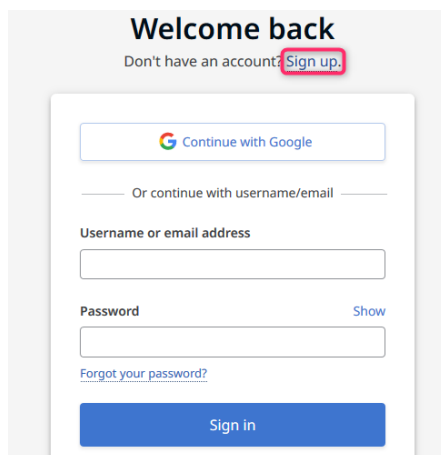 Welcome back
Don't have an account? Sign up.
Continue with Google
Or continue with username/email
Username or email address
Password Show
Forgot your password?
Sign in